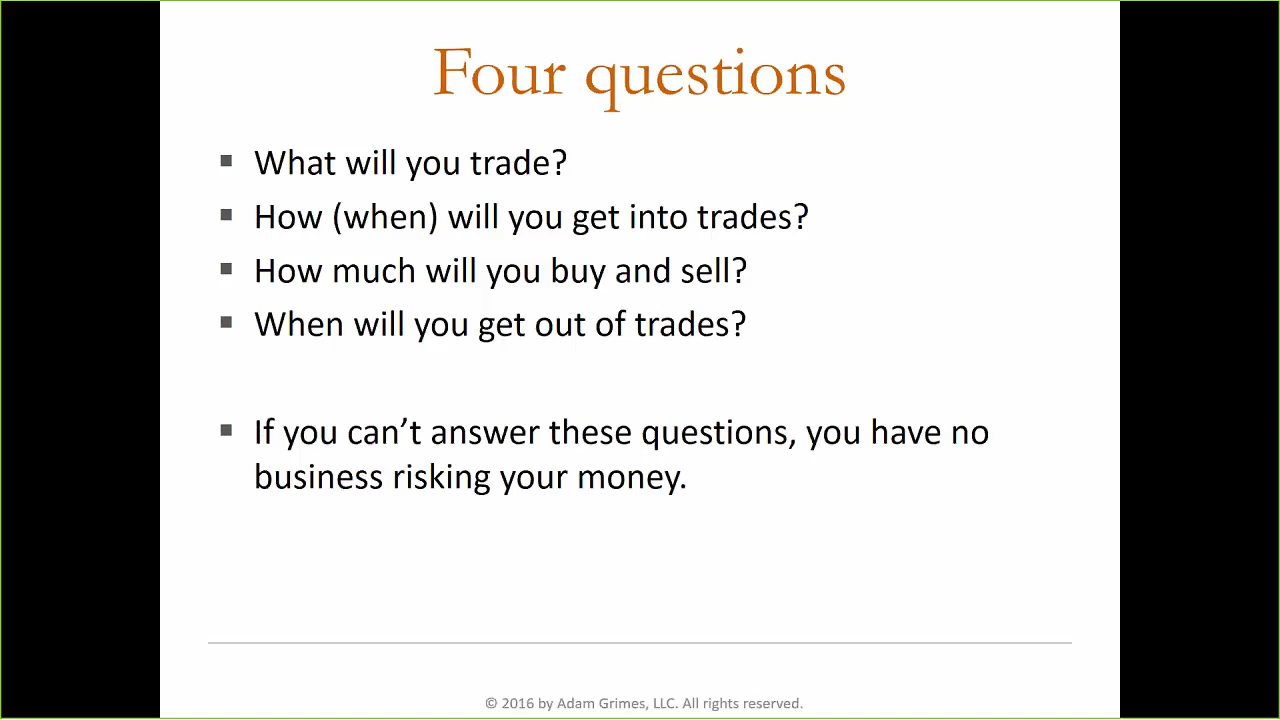 Four questions
▪ What will you trade?
▪ How (when) will you get into trades?
▪ How much will you buy and sell?
▪ When will you get out of trades?
▪ If you can’t answer these questions, you have no
business risking your money.
© 2016 by Adam Grimes, LLC. All rights reserved.